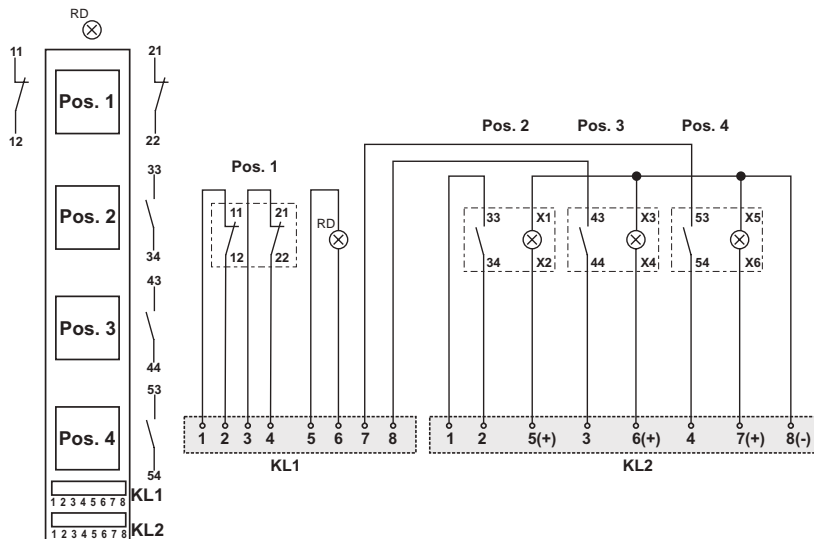 RD
11 21
Pos. 1
12 22
33
Pos. 2
34
43
Pos. 3
44
53
Pos. 4
54
KL1
1 2 3 4 5 6 7 8
KL2
1 2 3 4 5 6 7 8
Pos. 2 Pos. 3 Pos. 4
Pos. 1
11 21 RD 33 X1 43 X3 53 X5
12 22 34 X2 44 X4 54 X6
1 2 3 4 5 6 7 8 1 2 5(+) 3 6(+) 4 7(+) 8(-)
KL1 KL2